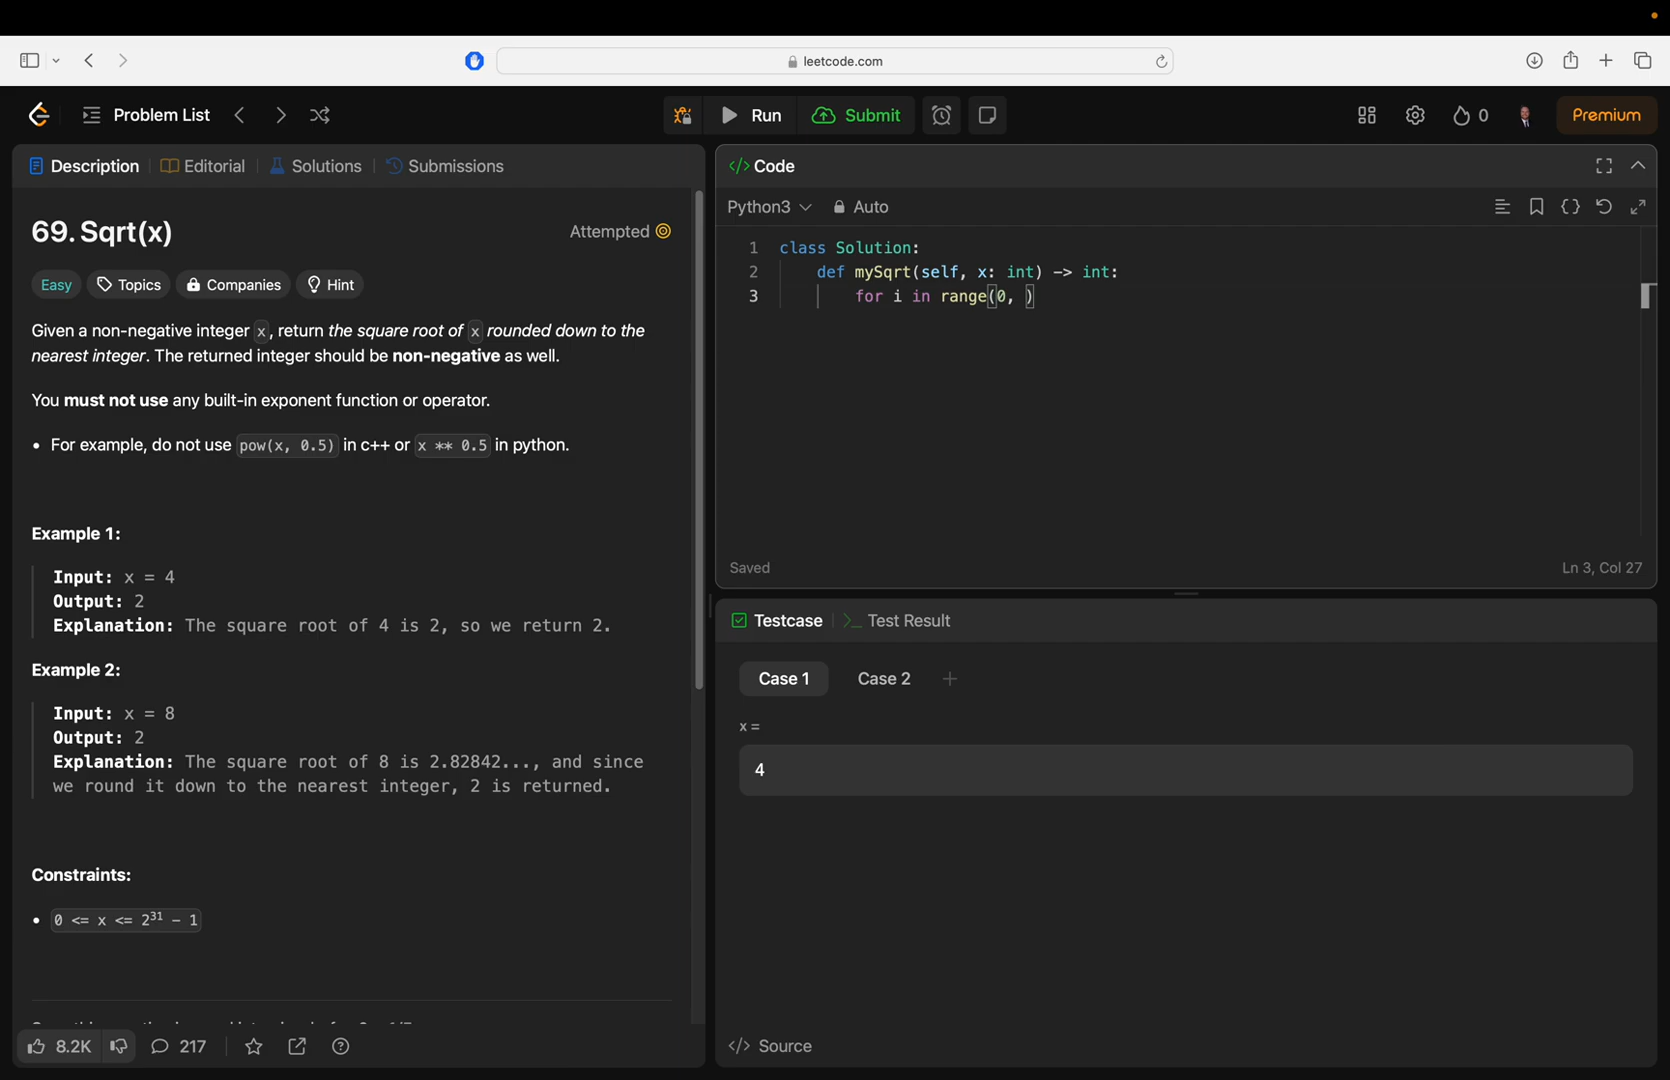 leetcode.com
Problem List
Run
Submit
0
Premium
Description
Editorial
Solutions
Submissions
69. Sqrt(x)
Attempted
Easy
Topics
Companies
Hint
Given a non-negative integer x, return the square root of x rounded down to the
nearest integer. The returned integer should be non-negative as well.
You must not use any built-in exponent function or operator.
• For example, do not use pow(x, 0.5) in c++ or x ** 0.5 in python.
Example 1:
Input: x = 4
Output: 2
Explanation: The square root of 4 is 2, so we return 2.
Example 2:
Input: x = 8
Output: 2
Explanation: The square root of 8 is 2.82842..., and since
we round it down to the nearest integer, 2 is returned.
Constraints:
• 0 <= x <= 2³¹ - 1
8.2K
217
</> Code
Python3
Auto
1 class Solution:
2 def mySqrt(self, x: int) -> int:
3 for i in range(0, )
Saved
Ln 3, Col 27
Testcase
>_ Test Result
Case 1
Case 2
+
x =
4
</> Source